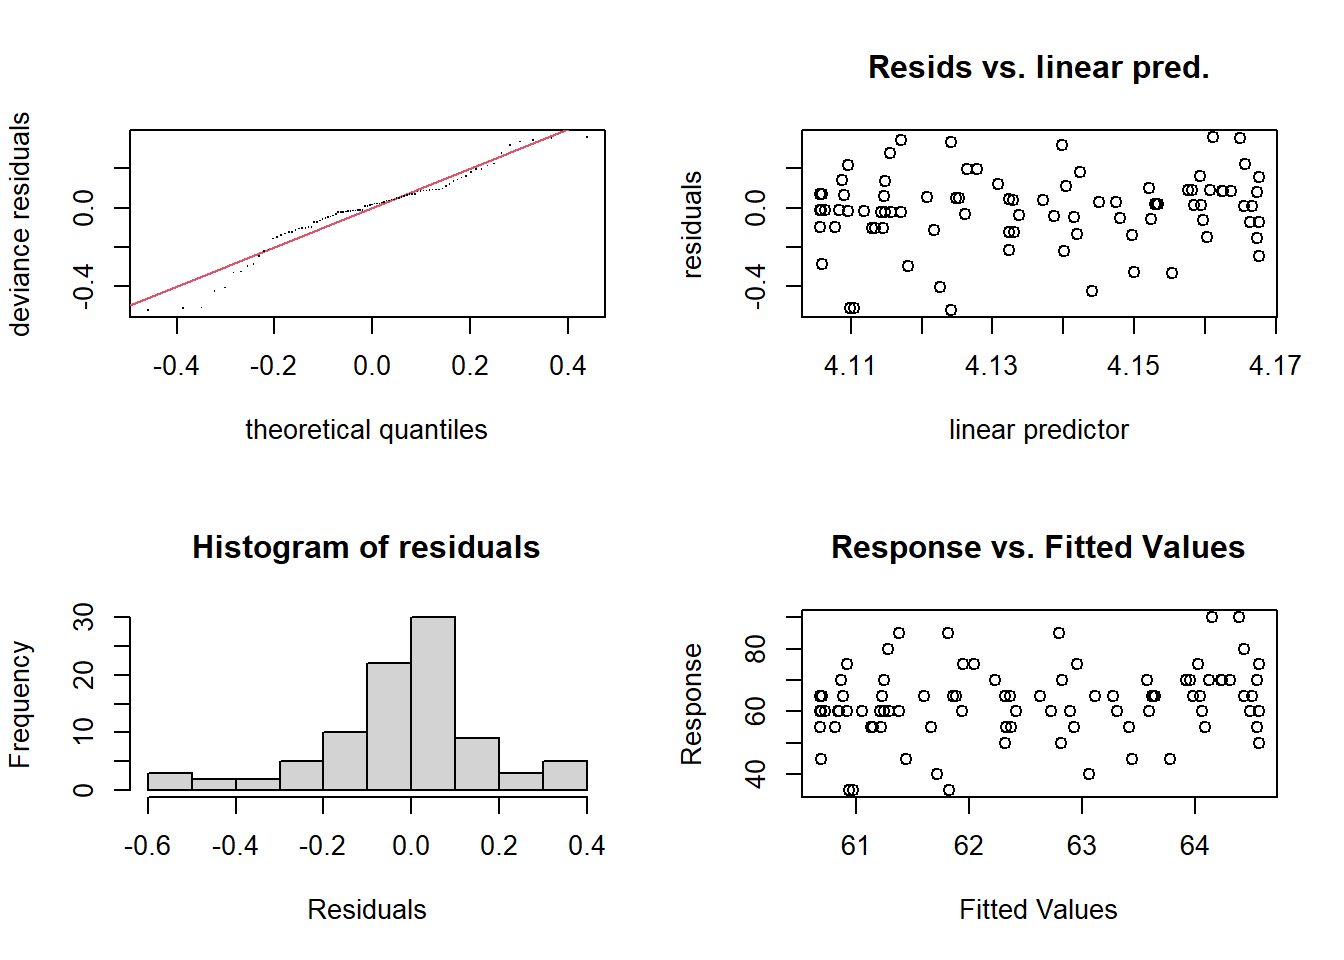 deviance residuals
0.0
-0.4
-0.4 -0.2 0.0 0.2 0.4
theoretical quantiles
Resids vs. linear pred.
residuals
0.0
-0.4
4.11 4.13 4.15 4.17
linear predictor
Histogram of residuals
Frequency
30
20
10
0
-0.6 -0.4 -0.2 0.0 0.2 0.4
Residuals
Response vs. Fitted Values
Response
80
60
40
61 62 63 64
Fitted Values